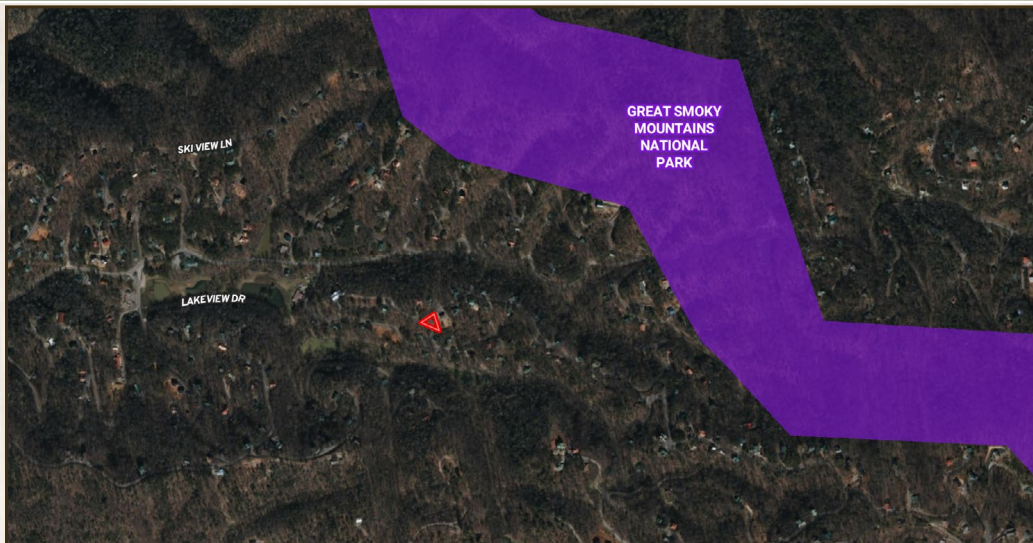 GREAT SMOKY
MOUNTAINS
NATIONAL
PARK
SKI VIEW LN
LAKEVIEW DR